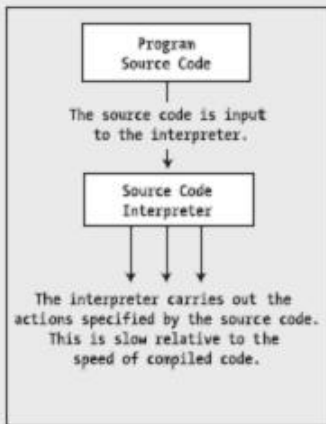 Program
Source Code
The source code is input
to the interpreter.
Source Code
Interpreter
The interpreter carries out the
actions specified by the source code.
This is slow relative to the
speed of compiled code.